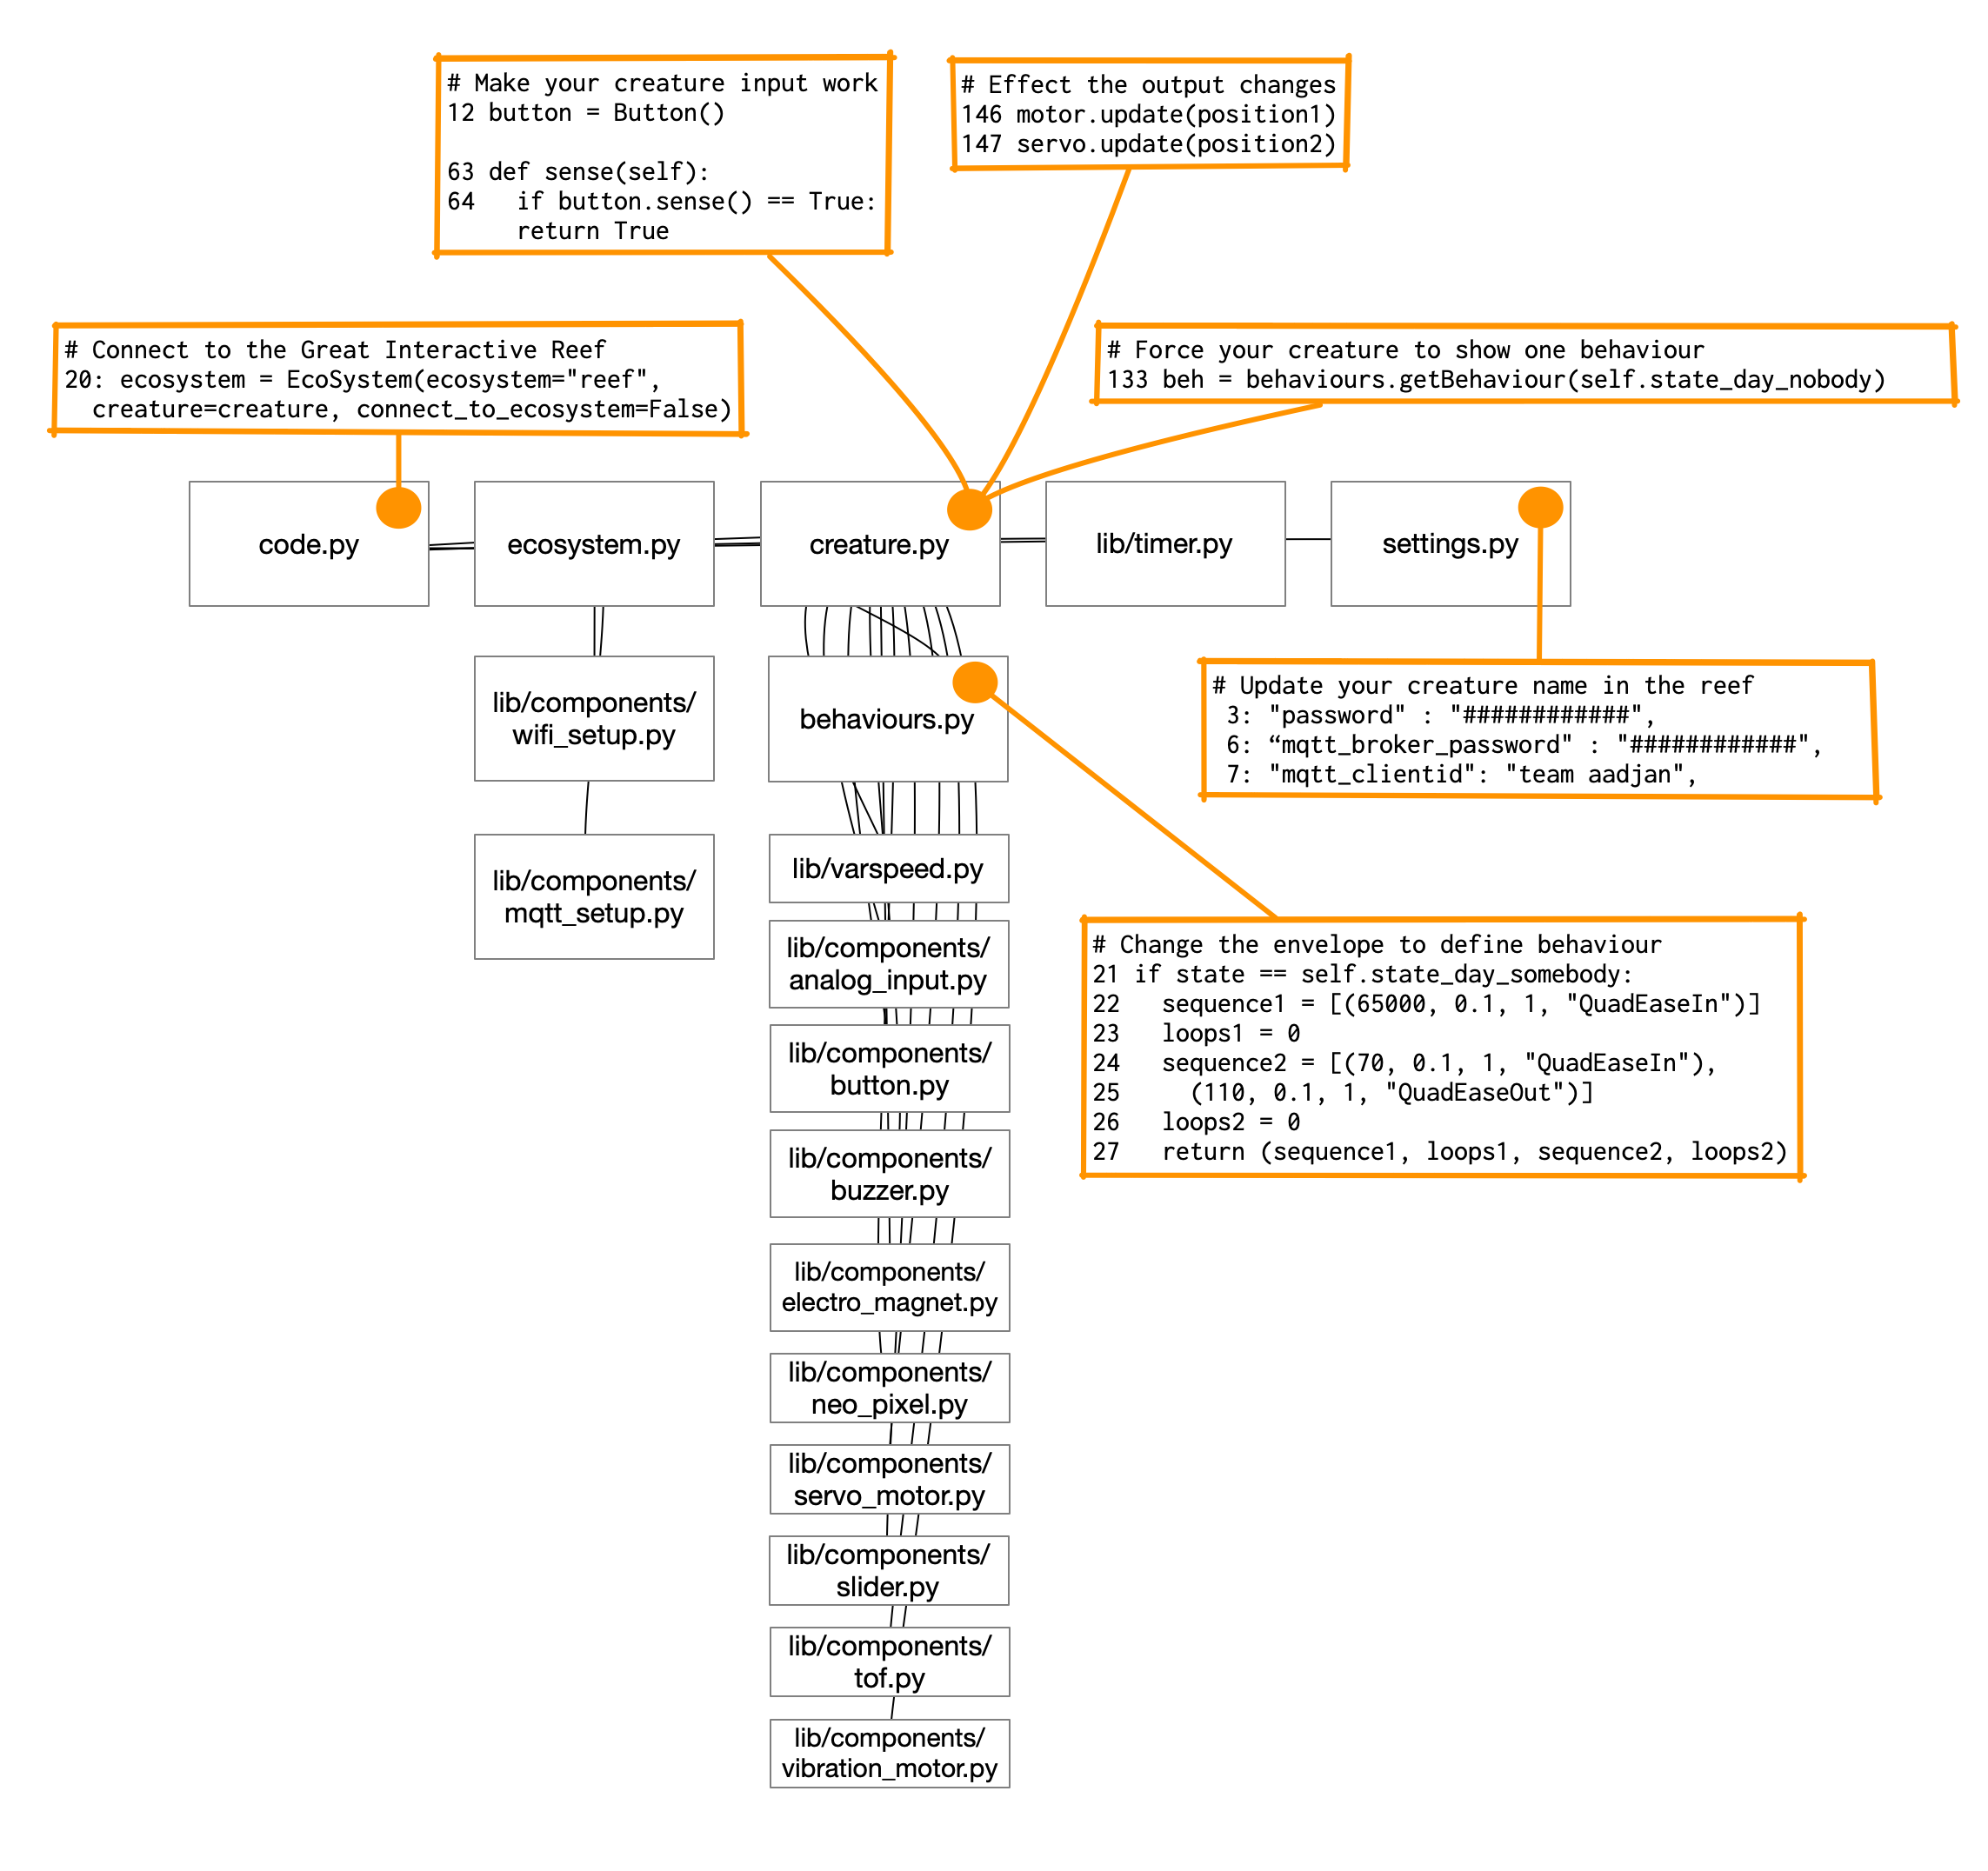 # Make your creature input work
12 button = Button()
63 def sense(self):
64   if button.sense() == True:
     return True
# Effect the output changes
146 motor.update(position1)
147 servo.update(position2)
# Connect to the Great Interactive Reef
20: ecosystem = EcoSystem(ecosystem="reef",
  creature=creature, connect_to_ecosystem=False)
# Force your creature to show one behaviour
133 beh = behaviours.getBehaviour(self.state_day_nobody)
code.py
ecosystem.py
creature.py
lib/timer.py
settings.py
lib/components/
wifi_setup.py
behaviours.py
# Update your creature name in the reef
 3: "password" : "############",
 6: “mqtt_broker_password" : "############",
 7: "mqtt_clientid": "team aadjan",
lib/components/
mqtt_setup.py
lib/varspeed.py
lib/components/
analog_input.py
# Change the envelope to define behaviour
21 if state == self.state_day_somebody:
22   sequence1 = [(65000, 0.1, 1, "QuadEaseIn")]
23   loops1 = 0
24   sequence2 = [(70, 0.1, 1, "QuadEaseIn"),
25     (110, 0.1, 1, "QuadEaseOut")]
26   loops2 = 0
27   return (sequence1, loops1, sequence2, loops2)
lib/components/
button.py
lib/components/
buzzer.py
lib/components/
electro_magnet.py
lib/components/
neo_pixel.py
lib/components/
servo_motor.py
lib/components/
slider.py
lib/components/
tof.py
lib/components/
vibration_motor.py